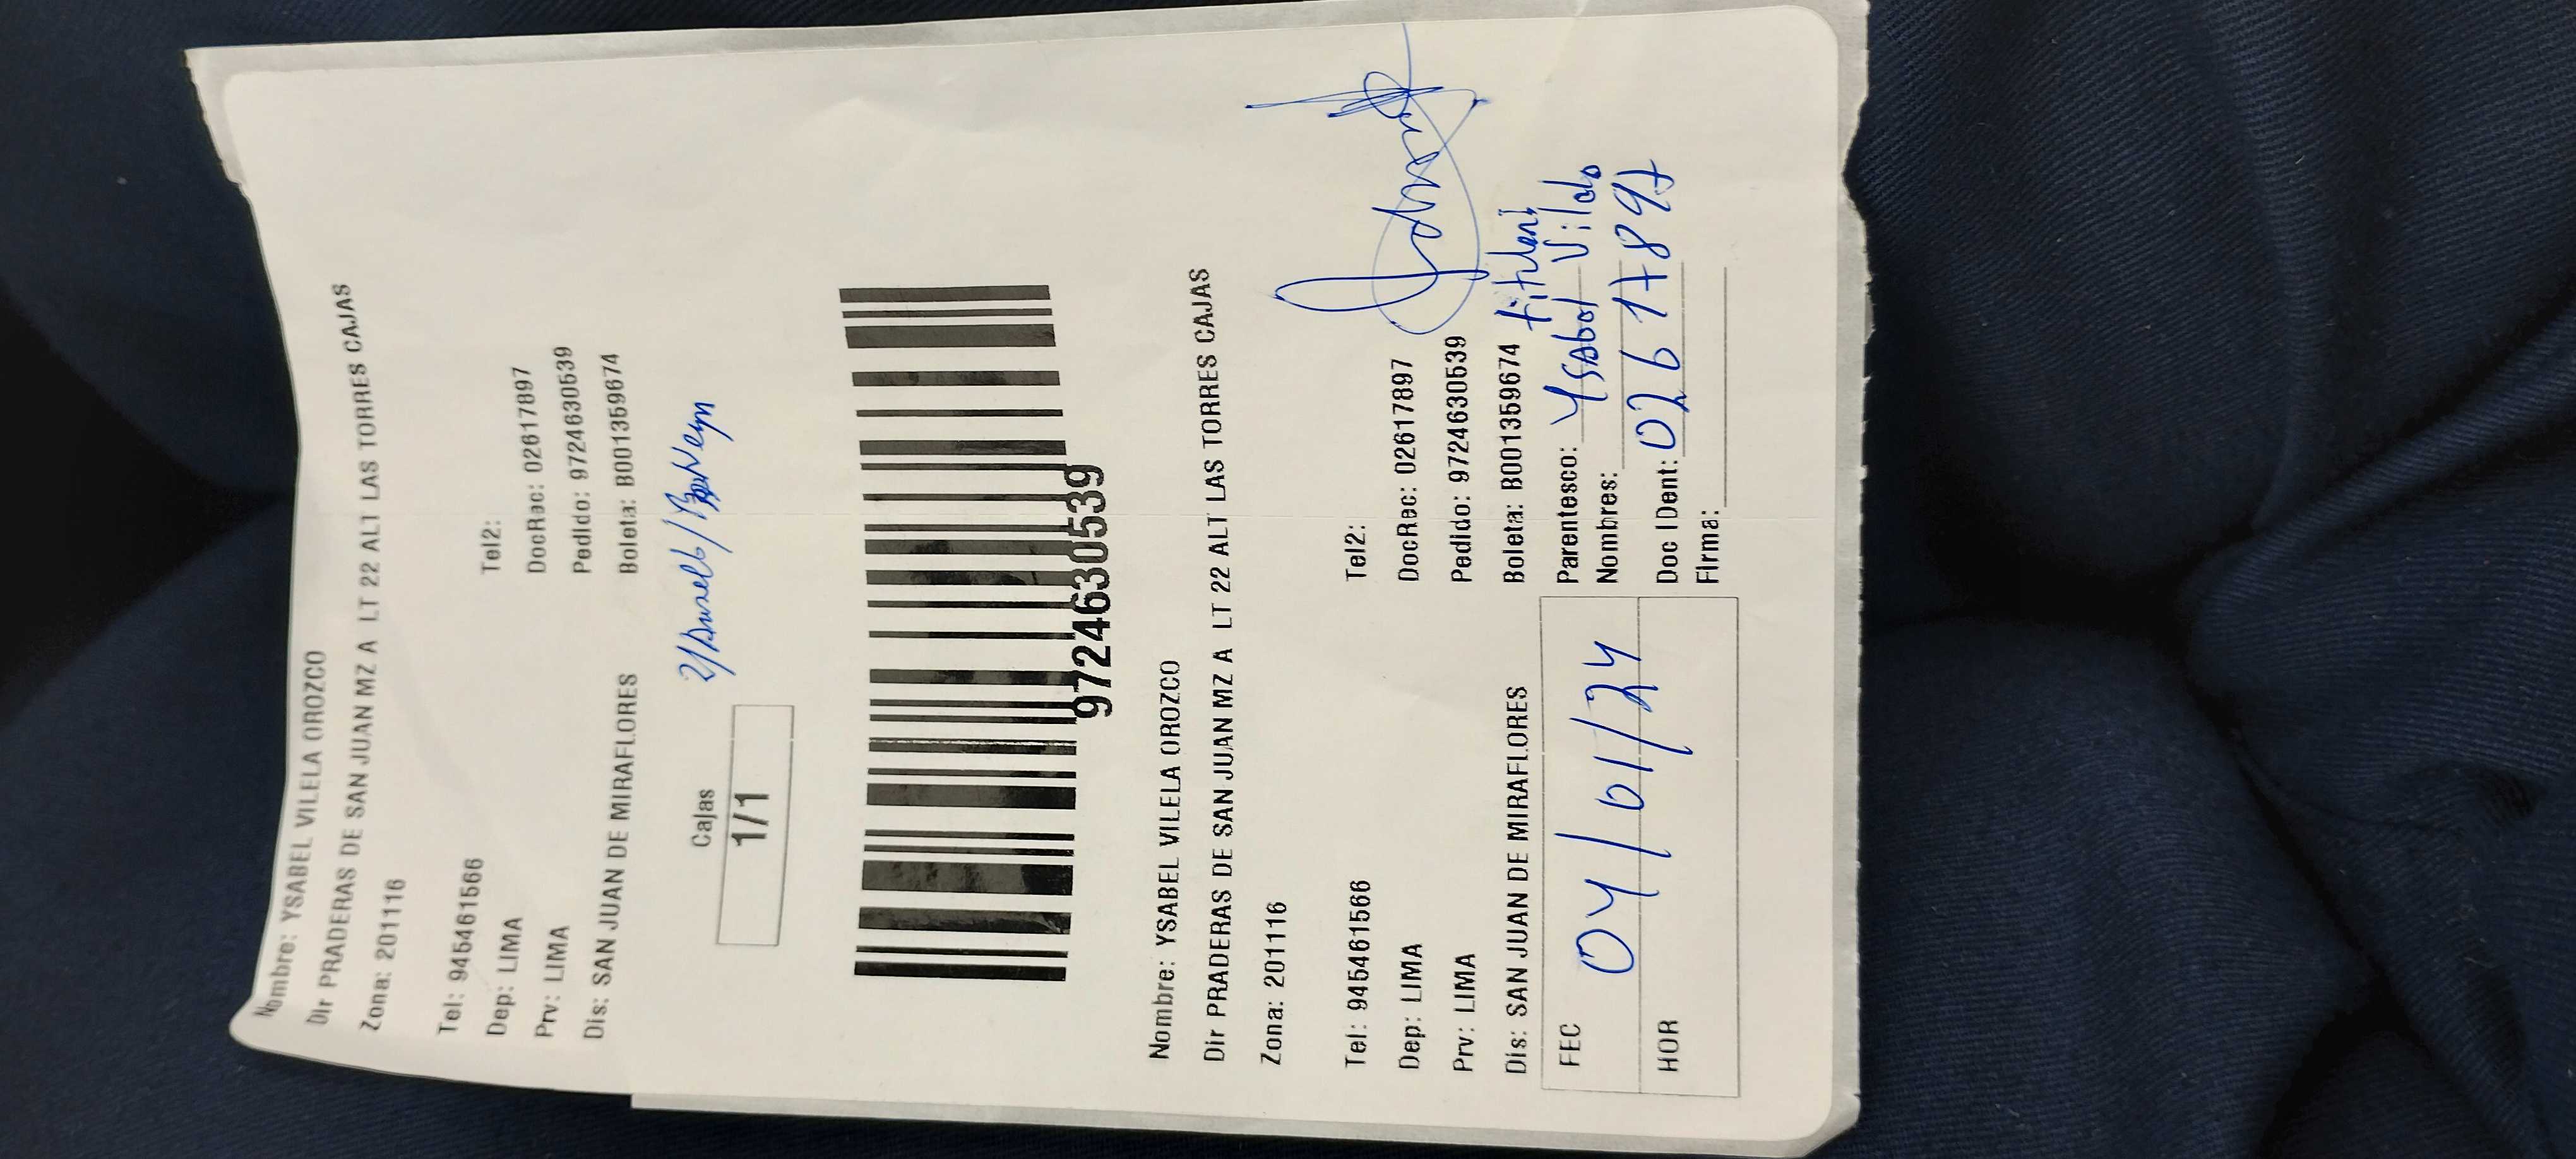 Nombre: YSABEL VILELA OROZCO
Dir PRADERAS DE SAN JUAN MZ A LT 22 ALT LAS TORRES CAJAS
Zona: 201116
Tel: 945461566 Tel2:
Dep: LIMA DocRec: 02617897
Prv: LIMA Pedido: 9724630539
Dis: SAN JUAN DE MIRAFLORES Boleta: B001359674
Cajas
1/1
9724630539
Nombre: YSABEL VILELA OROZCO
Dir PRADERAS DE SAN JUAN MZ A LT 22 ALT LAS TORRES CAJAS
Zona: 201116
Tel: 945461566 Tel2:
Dep: LIMA DocRec: 02617897
Prv: LIMA Pedido: 9724630539
Dis: SAN JUAN DE MIRAFLORES Boleta: B001359674
FEC 04/01/24 Parentesco:
Nombres: Ysabel
HOR Doc IDent: 02617897
Firma: